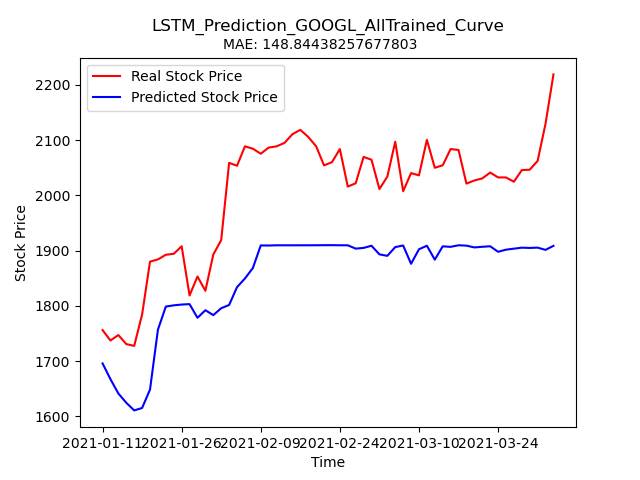 LSTM_Prediction_GOOGL_AllTrained_Curve
MAE: 148.84438257677803
Real Stock Price
Predicted Stock Price
2200
2100
2000
1900
1800
1700
1600
Stock Price
2021-01-11
2021-01-26
2021-02-09
2021-02-24
2021-03-10
2021-03-24
Time